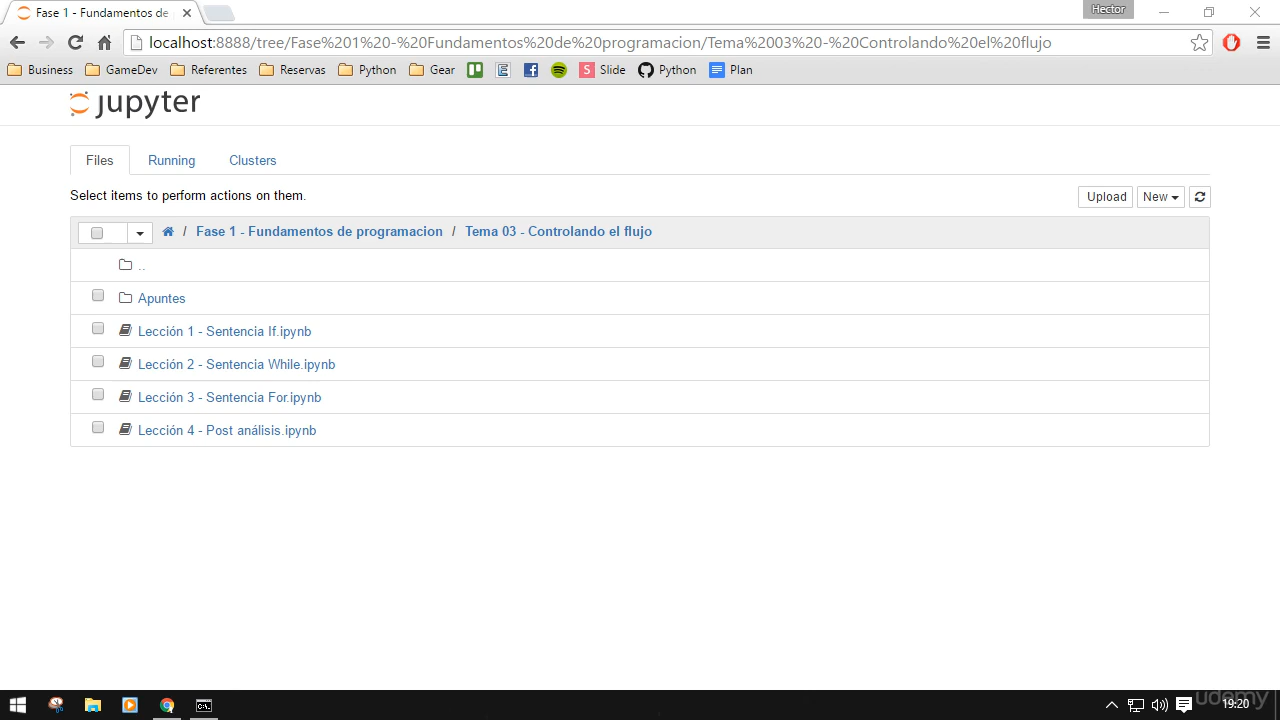 Fase 1 - Fundamentos de
Hector
localhost:8888/tree/Fase%201%20-%20Fundamentos%20de%20programacion/Tema%2003%20-%20Controlando%20el%20flujo
Business GameDev Referentes Reservas Python Gear Slide Python Plan
jupyter
Files Running Clusters
Select items to perform actions on them.
Upload New
/ Fase 1 - Fundamentos de programacion / Tema 03 - Controlando el flujo
..
Apuntes
Lección 1 - Sentencia If.ipynb
Lección 2 - Sentencia While.ipynb
Lección 3 - Sentencia For.ipynb
Lección 4 - Post análisis.ipynb
udemy
19:20